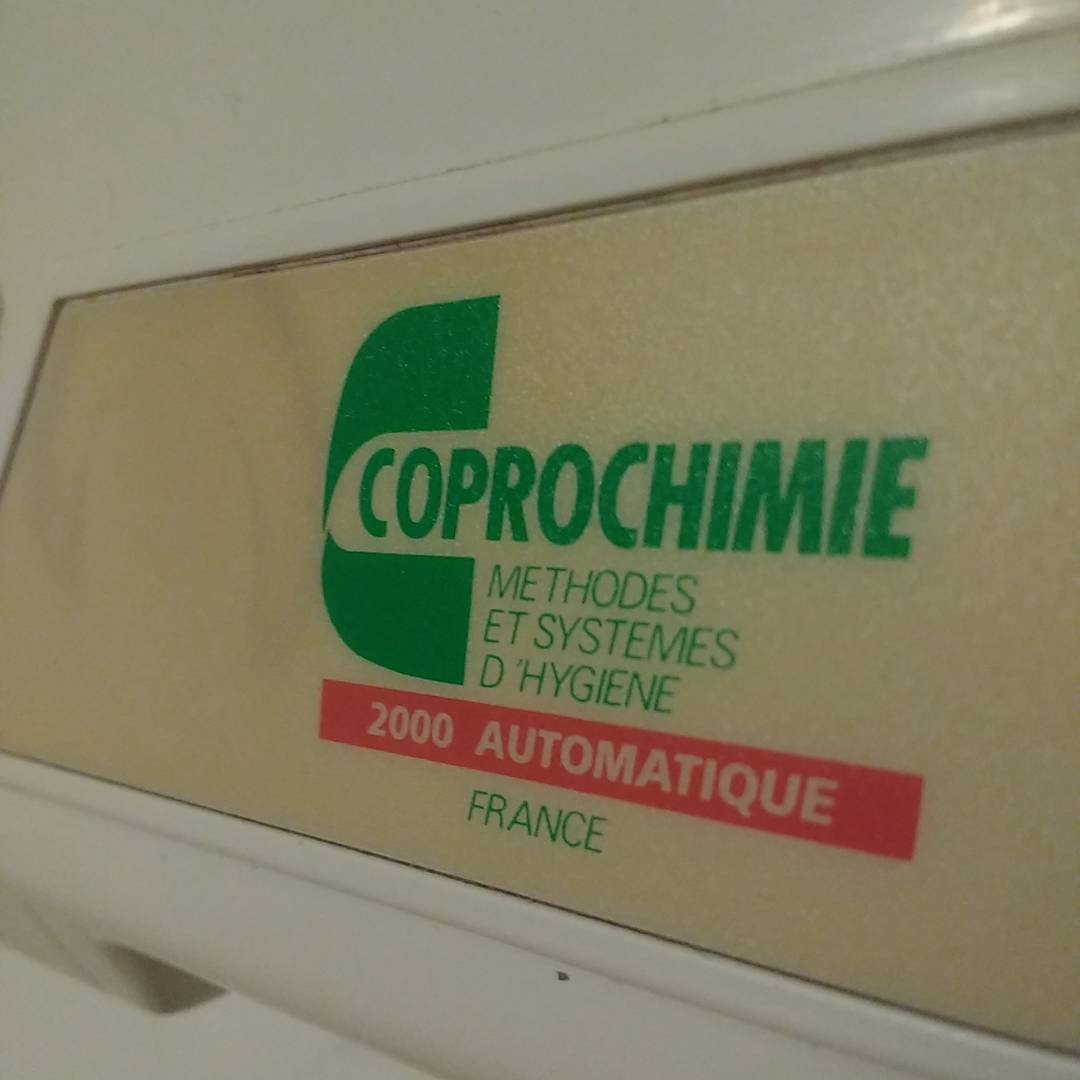 COPROCHIMIE
METHODES
ET SYSTEMES
D'HYGIENE
2000 AUTOMATIQUE
FRANCE